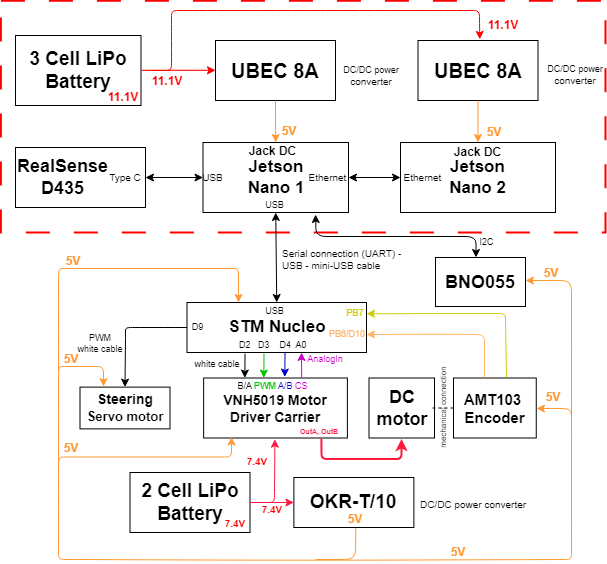 11.1V
3 Cell LiPo
Battery
11.1V
11.1V
UBEC 8A
DC/DC power
converter
UBEC 8A
DC/DC power
converter
5V
5V
RealSense
D435
Type C
Jack DC
Jetson
Nano 1
USB
Ethernet
USB
Jack DC
Jetson
Nano 2
Ethernet
I2C
Serial connection (UART) -
USB - mini-USB cable
BNO055
5V
5V
USB
STM Nucleo
D9
D2
D3
D4
A0
PB7
PB6/D10
PWM
white cable
white cable
AnalogIn
5V
Steering
Servo motor
B/A
PWM
A/B
CS
VNH5019 Motor
Driver Carrier
OutA, OutB
DC
motor
mechanical connection
AMT103
Encoder
5V
5V
7.4V
2 Cell LiPo
Battery
7.4V
7.4V
OKR-T/10
5V
DC/DC power converter
5V